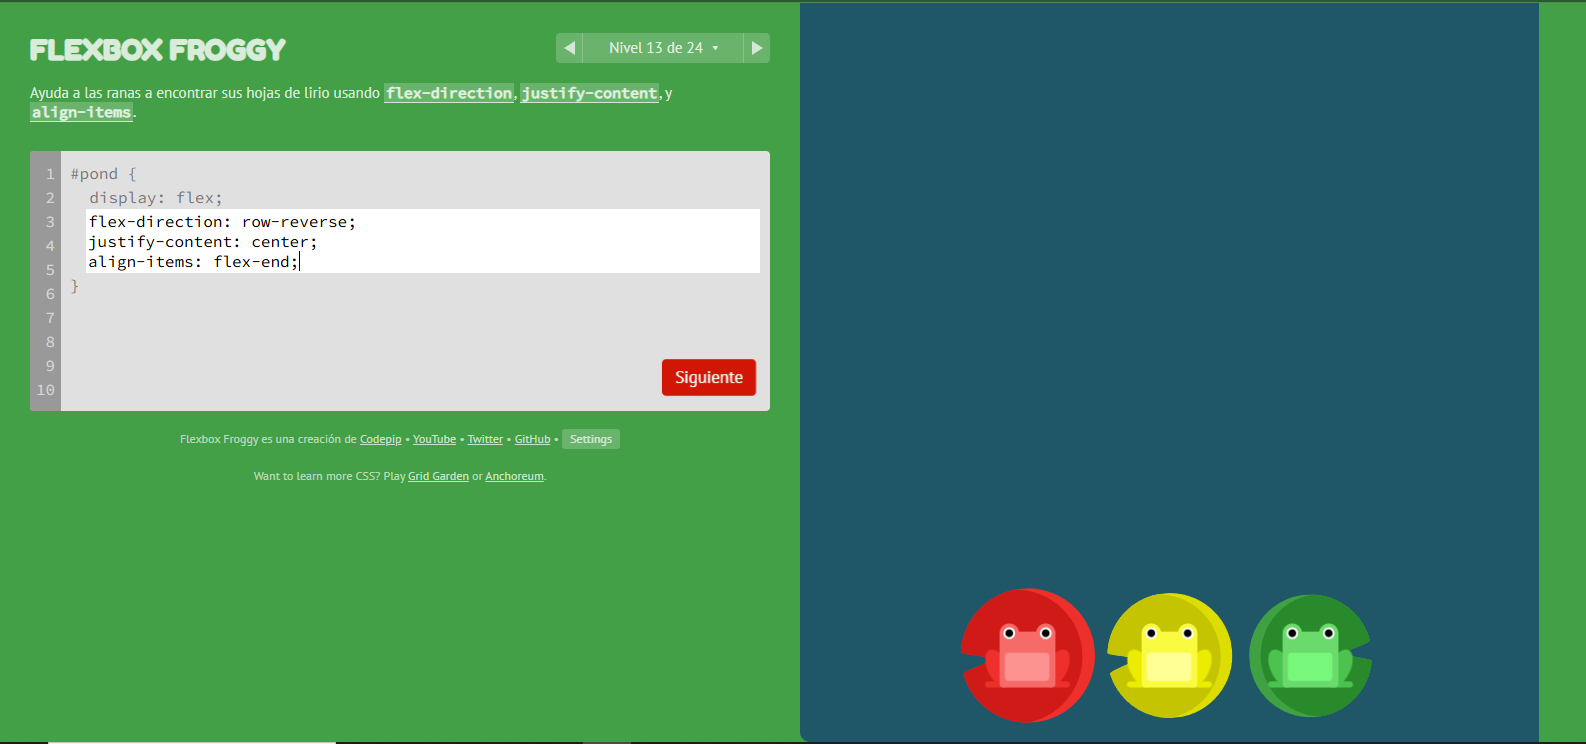 FLEXBOX FROGGY
Nivel 13 de 24
Ayuda a las ranas a encontrar sus hojas de lirio usando flex-direction, justify-content, y
align-items.
1 #pond {
2 display: flex;
3 flex-direction: row-reverse;
4 justify-content: center;
5 align-items: flex-end;
6 }
7
8
9
10
Siguiente
Flexbox Froggy es una creación de Codepip • YouTube • Twitter • GitHub • Settings
Want to learn more CSS? Play Grid Garden or Anchoreum.